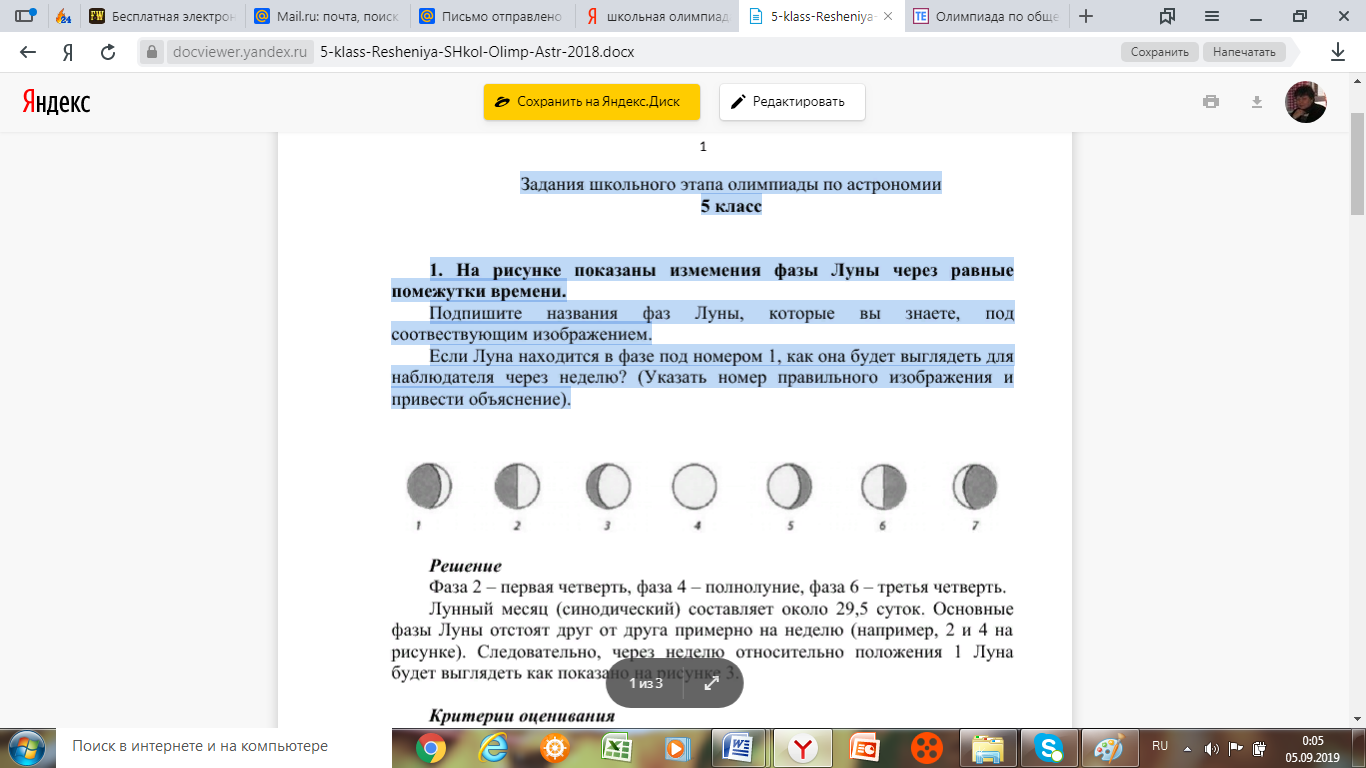 Бесплатная электрон
Mail.ru: почта, поиск
Письмо отправлено
школьная олимпиада
5-klass-Resheniya-
Олимпиада по обще
docviewer.yandex.ru 5-klass-Resheniya-SHkol-Olimp-Astr-2018.docx
Сохранить
Напечатать
Яндекс
Сохранить на Яндекс.Диск
Редактировать
1
Задания школьного этапа олимпиады по астрономии
5 класс
1. На рисунке показаны измемения фазы Луны через равные
помежутки времени.
Подпишите названия фаз Луны, которые вы знаете, под
соотвествующим изображением.
Если Луна находится в фазе под номером 1, как она будет выглядеть для
наблюдателя через неделю? (Указать номер правильного изображения и
привести объяснение).
1 2 3 4 5 6 7
Решение
Фаза 2 – первая четверть, фаза 4 – полнолуние, фаза 6 – третья четверть.
Лунный месяц (синодический) составляет около 29,5 суток. Основные
фазы Луны отстоят друг от друга примерно на неделю (например, 2 и 4 на
рисунке). Следовательно, через неделю относительно положения 1 Луна
будет выглядеть как показано на рисунке 3.
1 из 3
Критерии оценивания
Поиск в интернете и на компьютере
RU
0:05
05.09.2019